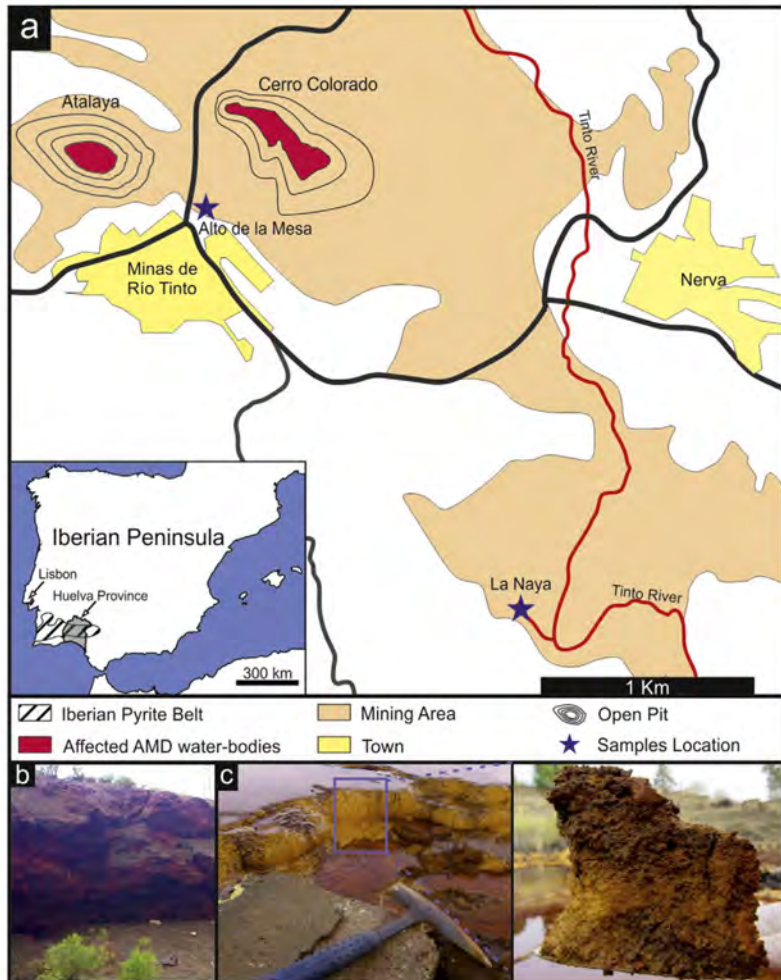 a
Atalaya
Cerro Colorado
Tinto River
Alto de la Mesa
Minas de
Río Tinto
Nerva
Iberian Peninsula
Lisbon
Huelva Province
300 km
La Naya
Tinto River
1 Km
Iberian Pyrite Belt
Mining Area
Open Pit
Affected AMD water-bodies
Town
Samples Location
b
c